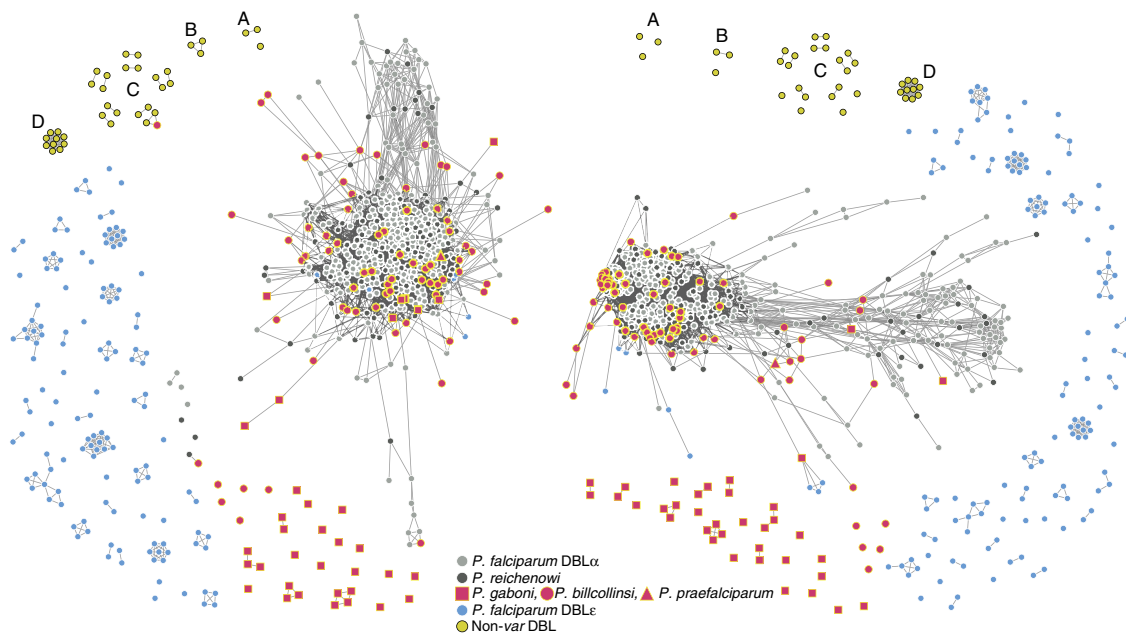 A
B
C
D
A
B
C
D
P. falciparum DBLα
P. reichenowi
P. gaboni, P. billcollinsi, P. praefalciparum
P. falciparum DBLε
Non-var DBL